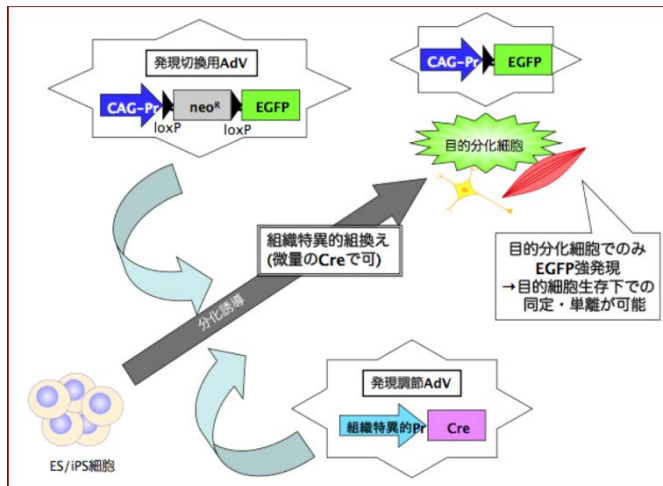 発現切換用AdV
CAG-Pr
neoᴿ
EGFP
loxP
loxP
CAG-Pr
EGFP
目的分化細胞
組織特異的組換え
(微量のCreで可)
分化誘導
目的分化細胞でのみ
EGFP強発現
→目的細胞生存下での
同定・単離が可能
発現調節AdV
組織特異的Pr
Cre
ES/iPS細胞